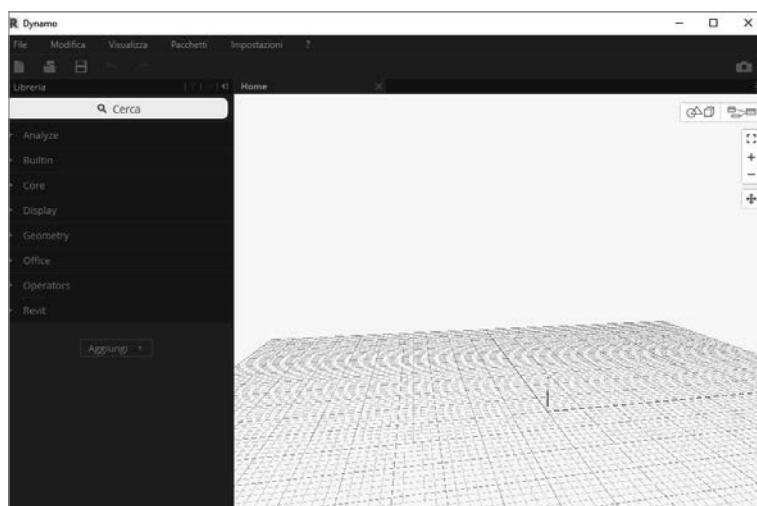 Dynamo
File Modifica Visualizza Pacchetti Impostazioni ?
Libreria Home
Cerca
Analyze
BuiltIn
Core
Display
Geometry
Office
Operators
Revit
Aggiungi